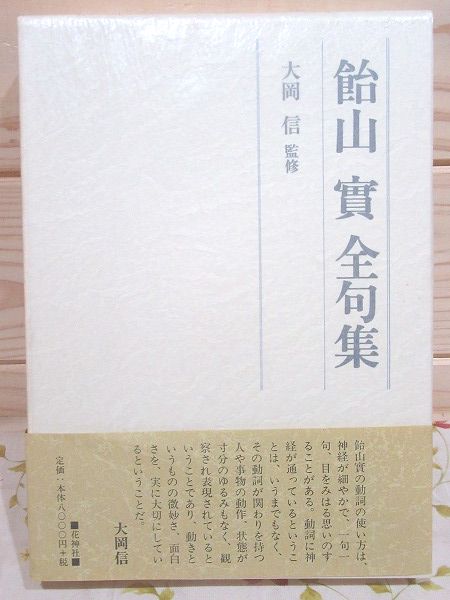 飴山 實 全句集
大岡 信 監修
飴山實の動詞の使い方は、
神経が細やかで、一句一
句、目をみはる思いのす
ることがある。動詞に神
経が通っているというこ
とは、いうまでもなく、
その動詞が関わりを持つ
人や事物の動作、状態が
寸分のゆるみもなく、観
察され表現されていると
いうことであり、動きと
いうものの微妙さ、面白
さを、実に大切にしてい
るということだ。
大岡信
■花神社■
定価:本体八〇〇〇円+税